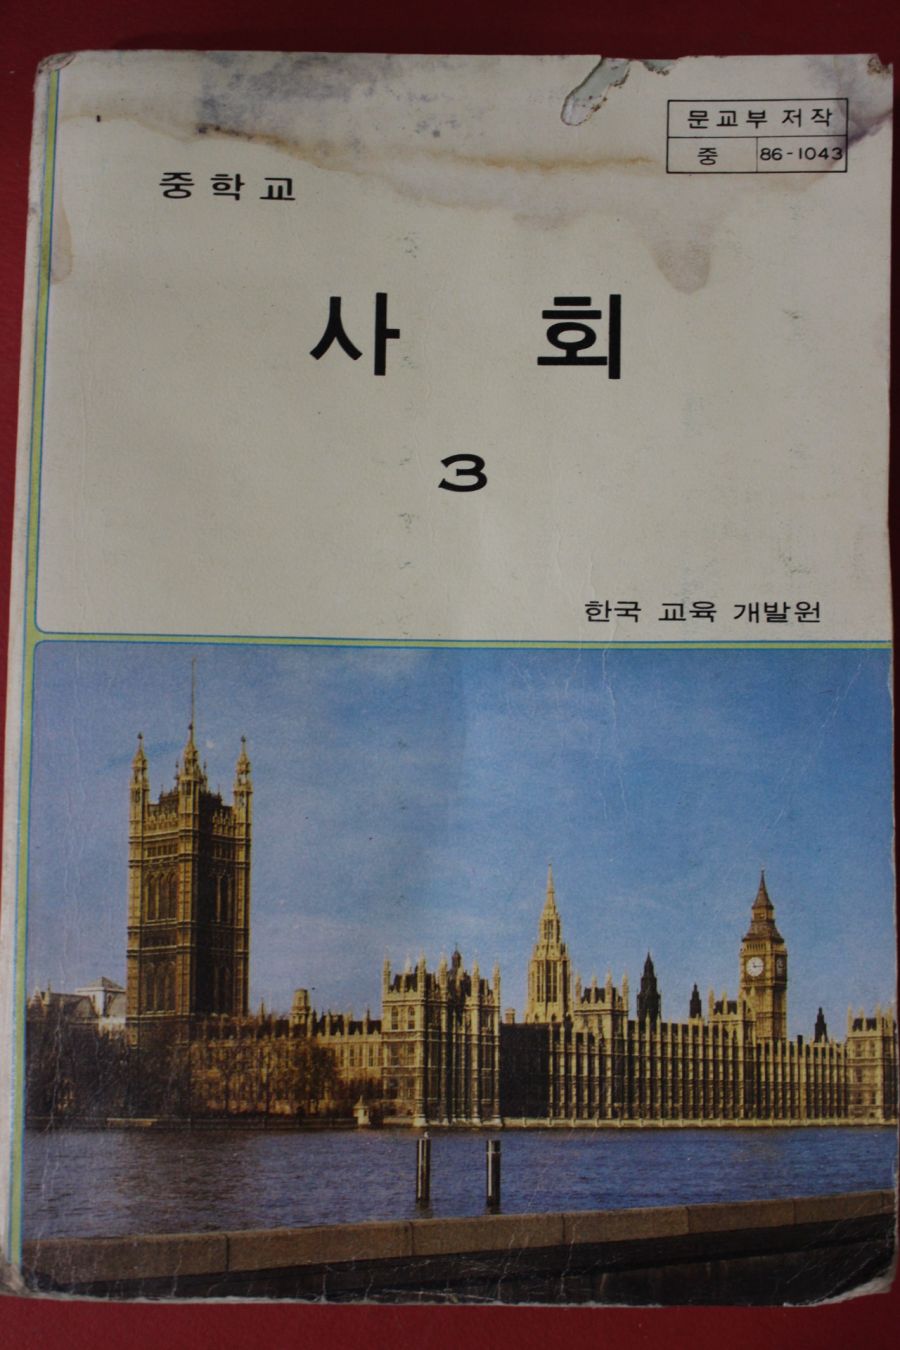 문교부 저작
중 86-1043
중학교
사 회
3
한국 교육 개발원